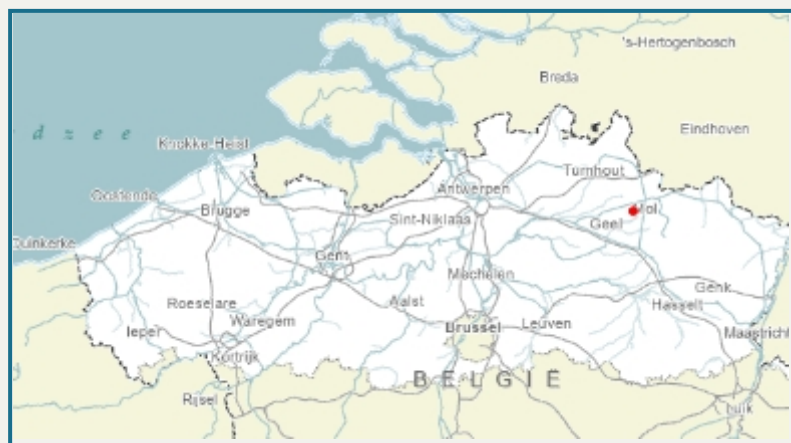 's-Hertogenbosch
Breda
Eindhoven
d z e e
Knokke-Heist
Turnhout
Antwerpen
Oostende
Brugge
Sint-Niklaas
Mol
Geel
Duinkerke
Gent
Mechelen
Genk
Roeselare
Aalst
Hasselt
Waregem
Brussel
Leuven
Ieper
Maastricht
Kortrijk
BELGIË
Rijsel
Luik